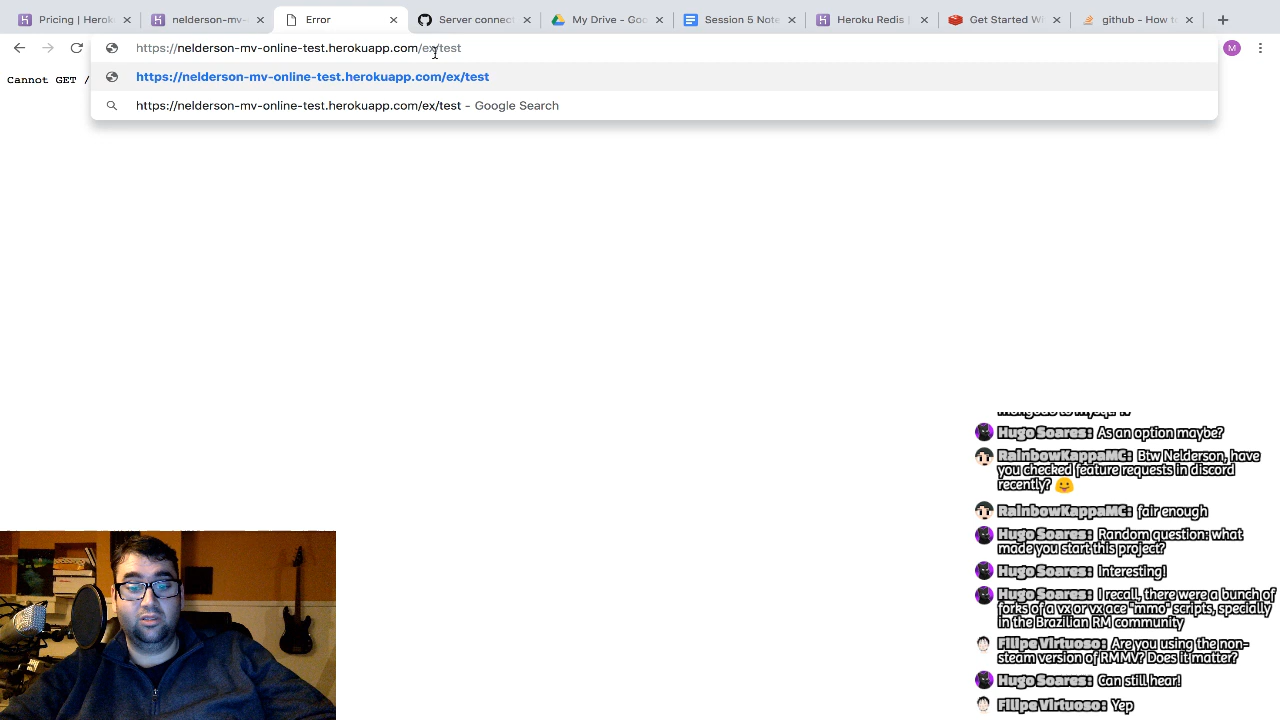 Pricing | Herok
nelderson-mv-
Error
Server connect
My Drive - Goo
Session 5 Note
Heroku Redis
Get Started Wi
github - How to
https://nelderson-mv-online-test.herokuapp.com/ex/test
M
Cannot GET /
https://nelderson-mv-online-test.herokuapp.com/ex/test
https://nelderson-mv-online-test.herokuapp.com/ex/test - Google Search
Hugo Soares: As an option maybe?
RainbowKappaMC: Btw Nelderson, have
you checked feature requests in discord
recently?
RainbowKappaMC: fair enough
Hugo Soares: Random question: what
made you start this project?
Hugo Soares: Interesting!
Hugo Soares: I recall, there were a bunch of
forks of a vx or vx ace "mmo" scripts, specially
in the Brazilian RM community
Filipe Virtuoso: Are you using the non-
steam version of RMMV? Does it matter?
Hugo Soares: Can still hear!
Filipe Virtuoso: Yep